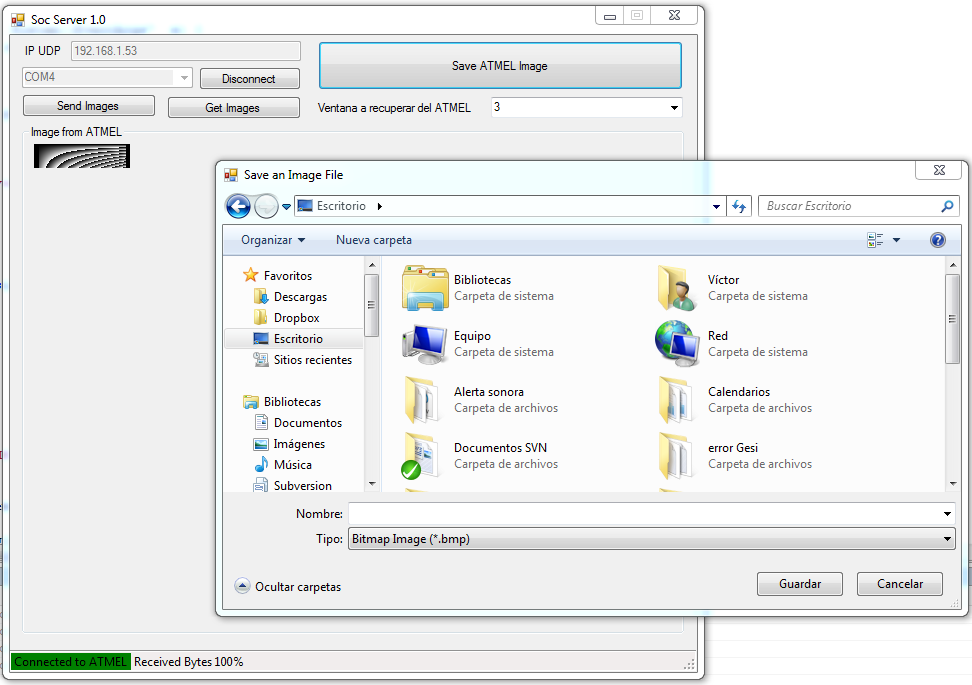 Soc Server 1.0
IP UDP 192.168.1.53
COM4 Disconnect
Save ATMEL Image
Send Images Get Images
Ventana a recuperar del ATMEL 3
Image from ATMEL
Save an Image File
Escritorio
Buscar Escritorio
Organizar Nueva carpeta
Favoritos
Descargas
Dropbox
Escritorio
Sitios recientes
Bibliotecas
Documentos
Imágenes
Música
Subversion
Bibliotecas
Carpeta de sistema
Víctor
Carpeta de sistema
Equipo
Carpeta de sistema
Red
Carpeta de sistema
Alerta sonora
Carpeta de archivos
Calendarios
Carpeta de archivos
Documentos SVN
Carpeta de archivos
error Gesi
Carpeta de archivos
Nombre:
Tipo: Bitmap Image (*.bmp)
Ocultar carpetas
Guardar Cancelar
Connected to ATMEL Received Bytes 100%